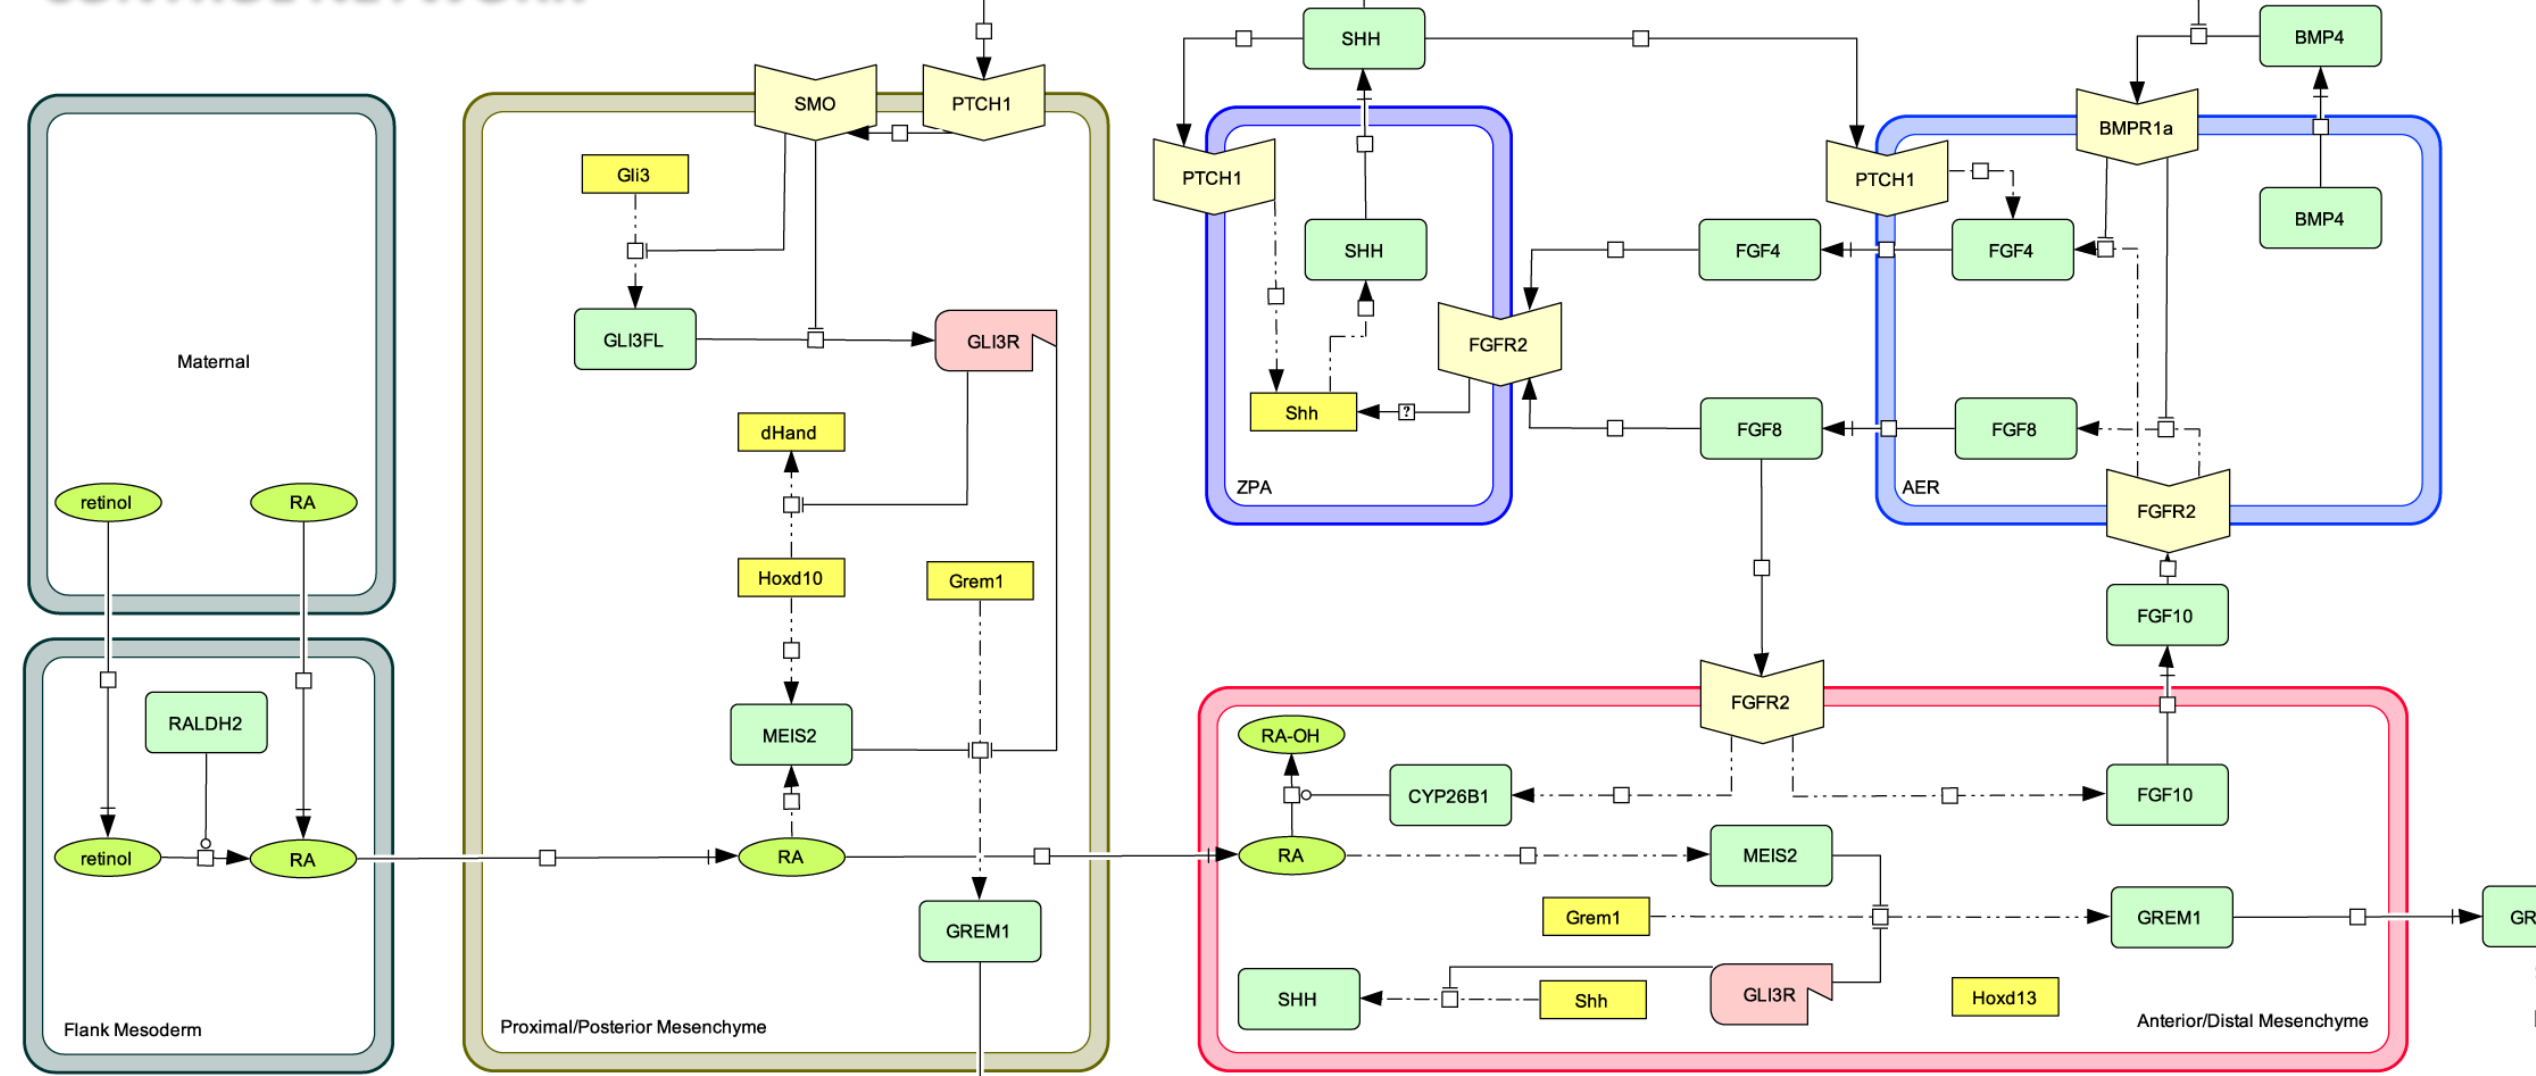 SHH
BMP4
SMO
PTCH1
BMPR1a
Gli3
PTCH1
PTCH1
SHH
FGF4
FGF4
BMP4
GLI3FL
GLI3R
FGFR2
Maternal
dHand
Shh
?
FGF8
FGF8
retinol
RA
ZPA
AER
FGFR2
Hoxd10
Grem1
FGF10
RALDH2
MEIS2
FGFR2
RA-OH
CYP26B1
FGF10
retinol
RA
RA
RA
MEIS2
GREM1
Grem1
GREM1
GR
SHH
Shh
GLI3R
Hoxd13
Flank Mesoderm
Proximal/Posterior Mesenchyme
Anterior/Distal Mesenchyme